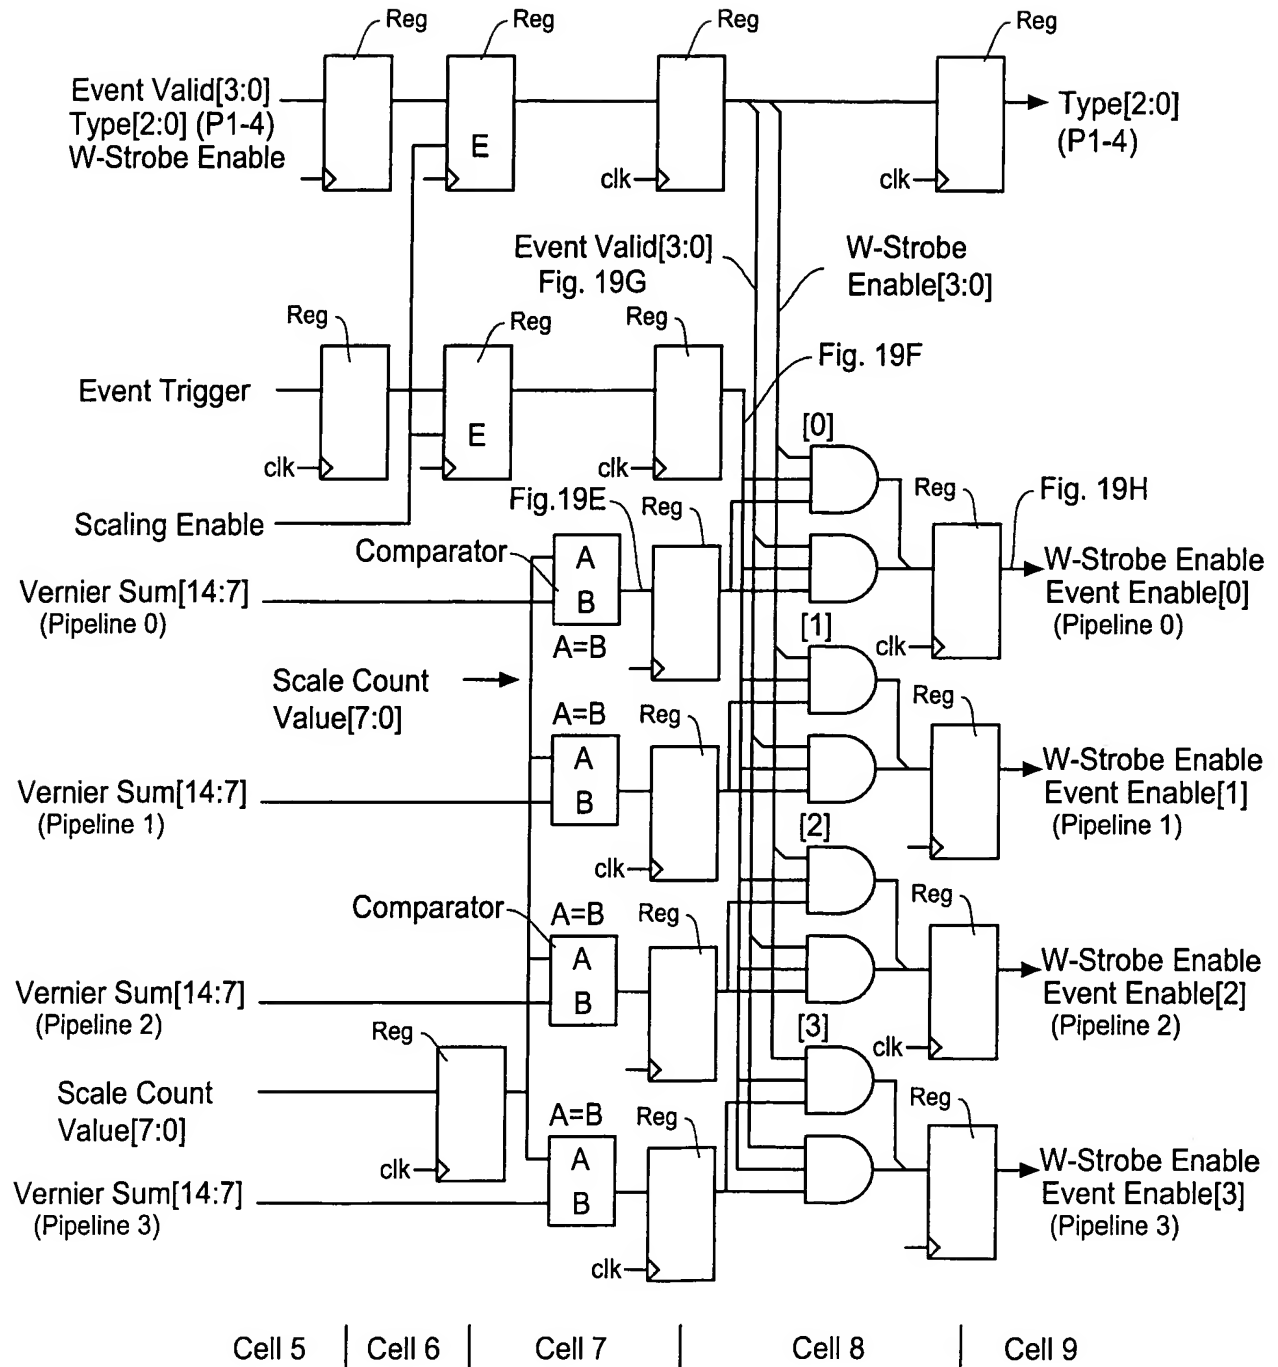 Reg
Reg
Reg
Reg
Event Valid[3:0]
Type[2:0] (P1-4)
W-Strobe Enable
E
clk
clk
Type[2:0]
(P1-4)
Event Valid[3:0]
Fig. 19G
W-Strobe
Enable[3:0]
Reg
Reg
Reg
Fig. 19F
Event Trigger
E
clk
clk
[0]
Scaling Enable
Fig.19E
Reg
Reg
Fig. 19H
Comparator
A
B
A=B
Vernier Sum[14:7]
(Pipeline 0)
W-Strobe Enable
Event Enable[0]
(Pipeline 0)
clk
[1]
Scale Count
Value[7:0]
A=B
Reg
Reg
A
B
Vernier Sum[14:7]
(Pipeline 1)
clk
W-Strobe Enable
Event Enable[1]
(Pipeline 1)
[2]
Comparator
A=B
Reg
Reg
A
B
Vernier Sum[14:7]
(Pipeline 2)
W-Strobe Enable
Event Enable[2]
(Pipeline 2)
clk
[3]
Reg
Scale Count
Value[7:0]
clk
A=B
Reg
Reg
A
B
Vernier Sum[14:7]
(Pipeline 3)
clk
W-Strobe Enable
Event Enable[3]
(Pipeline 3)
Cell 5 | Cell 6 | Cell 7 | Cell 8 | Cell 9